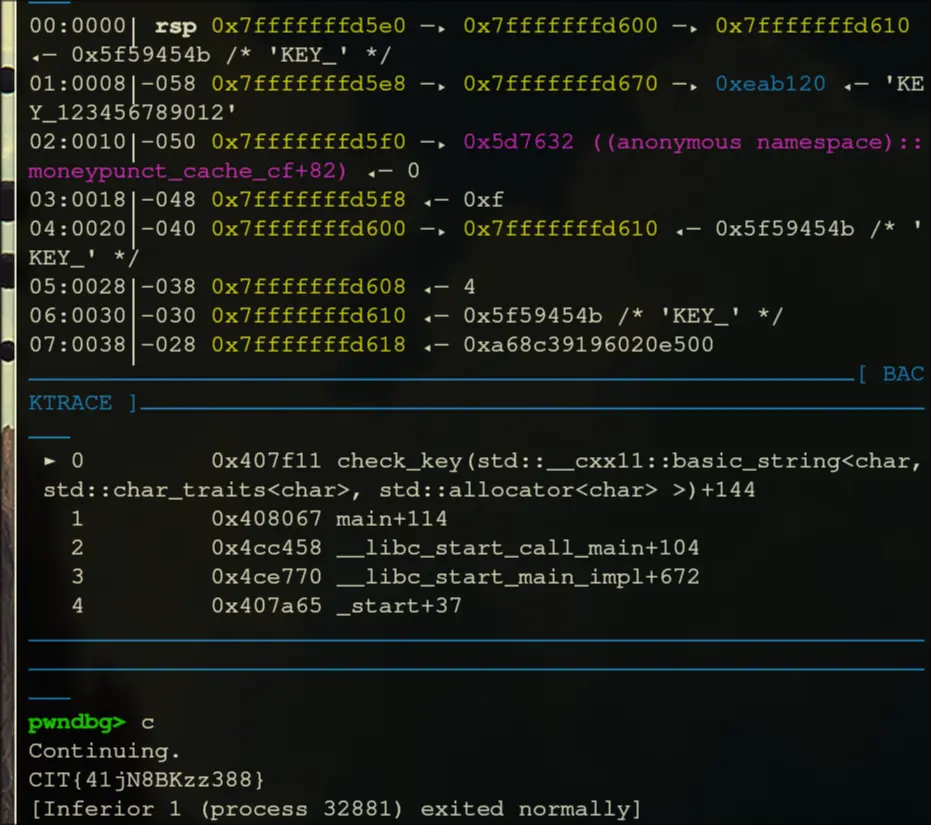 00:0000│ rsp 0x7fffffffd5e0 —▸ 0x7fffffffd600 —▸ 0x7fffffffd610
◂— 0x5f59454b /* 'KEY_' */
01:0008│-058 0x7fffffffd5e8 —▸ 0x7fffffffd670 —▸ 0xeab120 ◂— 'KE
Y_123456789012'
02:0010│-050 0x7fffffffd5f0 —▸ 0x5d7632 ((anonymous namespace)::
moneypunct_cache_cf+82) ◂— 0
03:0018│-048 0x7fffffffd5f8 ◂— 0xf
04:0020│-040 0x7fffffffd600 —▸ 0x7fffffffd610 ◂— 0x5f59454b /* '
KEY_' */
05:0028│-038 0x7fffffffd608 ◂— 4
06:0030│-030 0x7fffffffd610 ◂— 0x5f59454b /* 'KEY_' */
07:0038│-028 0x7fffffffd618 ◂— 0xa68c39196020e500
[ BAC
KTRACE ]
► 0 0x407f11 check_key(std::__cxx11::basic_string<char,
std::char_traits<char>, std::allocator<char> >)+144
1 0x408067 main+114
2 0x4cc458 __libc_start_call_main+104
3 0x4ce770 __libc_start_main_impl+672
4 0x407a65 _start+37
pwndbg> c
Continuing.
CIT{41jN8BKzz388}
[Inferior 1 (process 32881) exited normally]